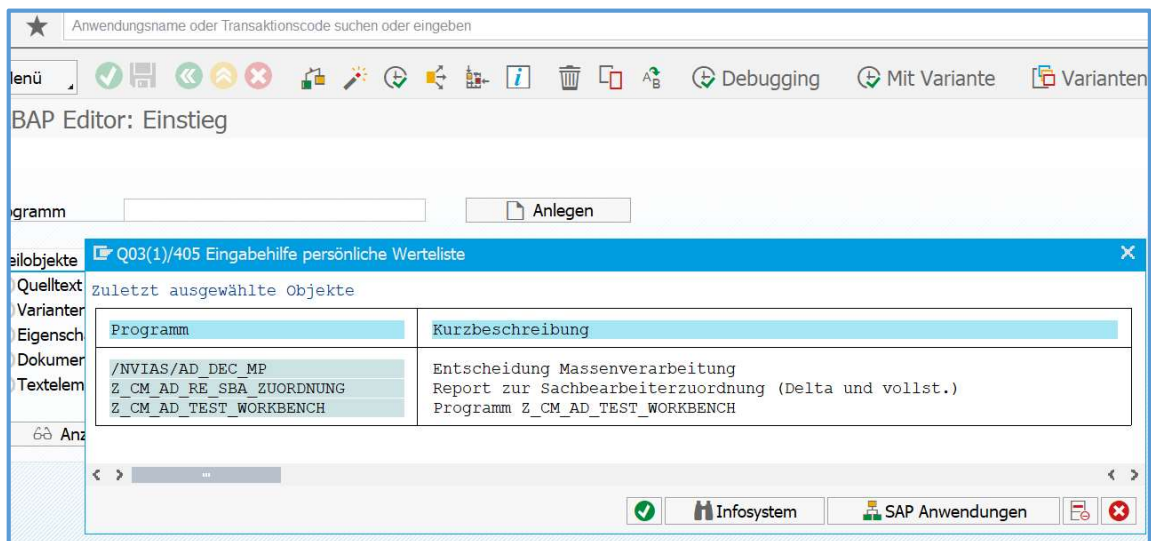 Anwendungsname oder Transaktionscode suchen oder eingeben
lenü Debugging Mit Variante Varianten
BAP Editor: Einstieg
ogramm Anlegen
eilobjekte
Q03(1)/405 Eingabehilfe persönliche Werteliste
Quelltext
Zuletzt ausgewählte Objekte
Varianten
Programm Kurzbeschreibung
Eigensch
Dokumen
/NVIAS/AD_DEC_MP Entscheidung Massenverarbeitung
Textelem
Z_CM_AD_RE_SBA_ZUORDNUNG Report zur Sachbearbeiterzuordnung (Delta und vollst.)
Z_CM_AD_TEST_WORKBENCH Programm Z_CM_AD_TEST_WORKBENCH
Anz
Infosystem SAP Anwendungen